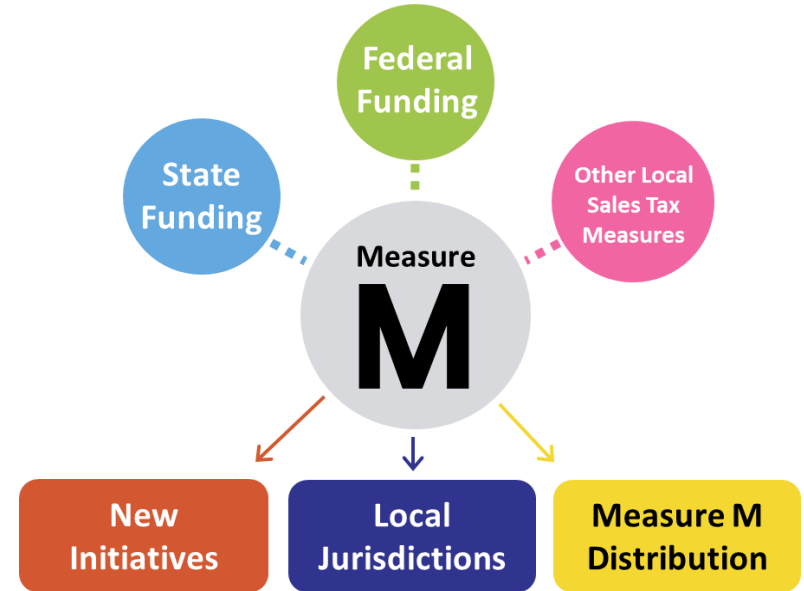 Federal
Funding
State
Funding
Other Local
Sales Tax
Measures
Measure
M
New
Initiatives
Local
Jurisdictions
Measure M
Distribution